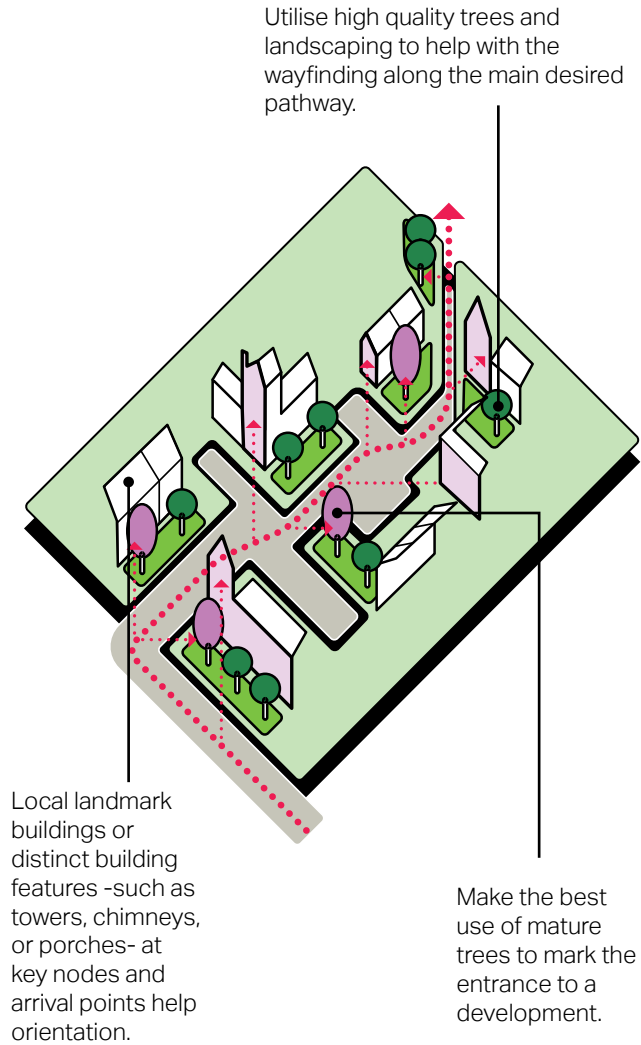 Utilise high quality trees and
landscaping to help with the
wayfinding along the main desired
pathway.
Local landmark
buildings or
distinct building
features -such as
towers, chimneys,
or porches- at
key nodes and
arrival points help
orientation.
Make the best
use of mature
trees to mark the
entrance to a
development.